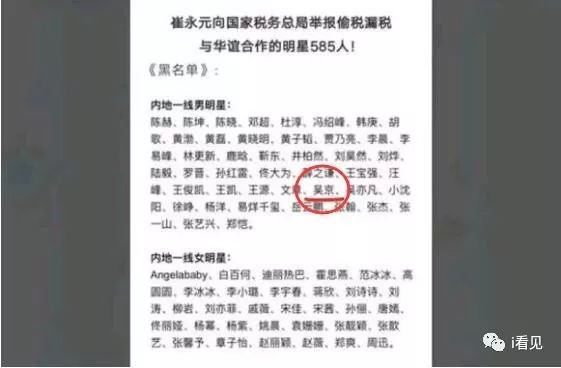 崔永元向国家税务总局举报偷税漏税
与华谊合作的明星585人！
《黑名单》：
内地一线男明星：
陈赫、陈坤、陈晓、邓超、杜淳、冯绍峰、韩庚、胡
歌、黄渤、黄磊、黄晓明、黄子韬、贾乃亮、李晨、李
易峰、林更新、鹿晗、靳东、井柏然、刘昊然、刘烨、
陆毅、罗晋、孙红雷、佟大为、薛之谦、王宝强、汪
峰、王俊凯、王凯、王源、文章、吴京、吴亦凡、小沈
阳、徐峥、杨洋、易烊千玺、岳云鹏、张翰、张杰、张
一山、张艺兴、郑恺。
内地一线女明星：
Angelababy、白百何、迪丽热巴、霍思燕、范冰冰、高
圆圆、李冰冰、李小璐、李宇春、蒋欣、刘诗诗、刘
涛、柳岩、刘亦菲、戚薇、宋佳、宋茜、孙俪、唐嫣、
佟丽娅、杨幂、杨紫、姚晨、袁姗姗、张靓颖、张歆
艺、张馨予、章子怡、赵丽颖、赵薇、郑爽、周迅。
i看见